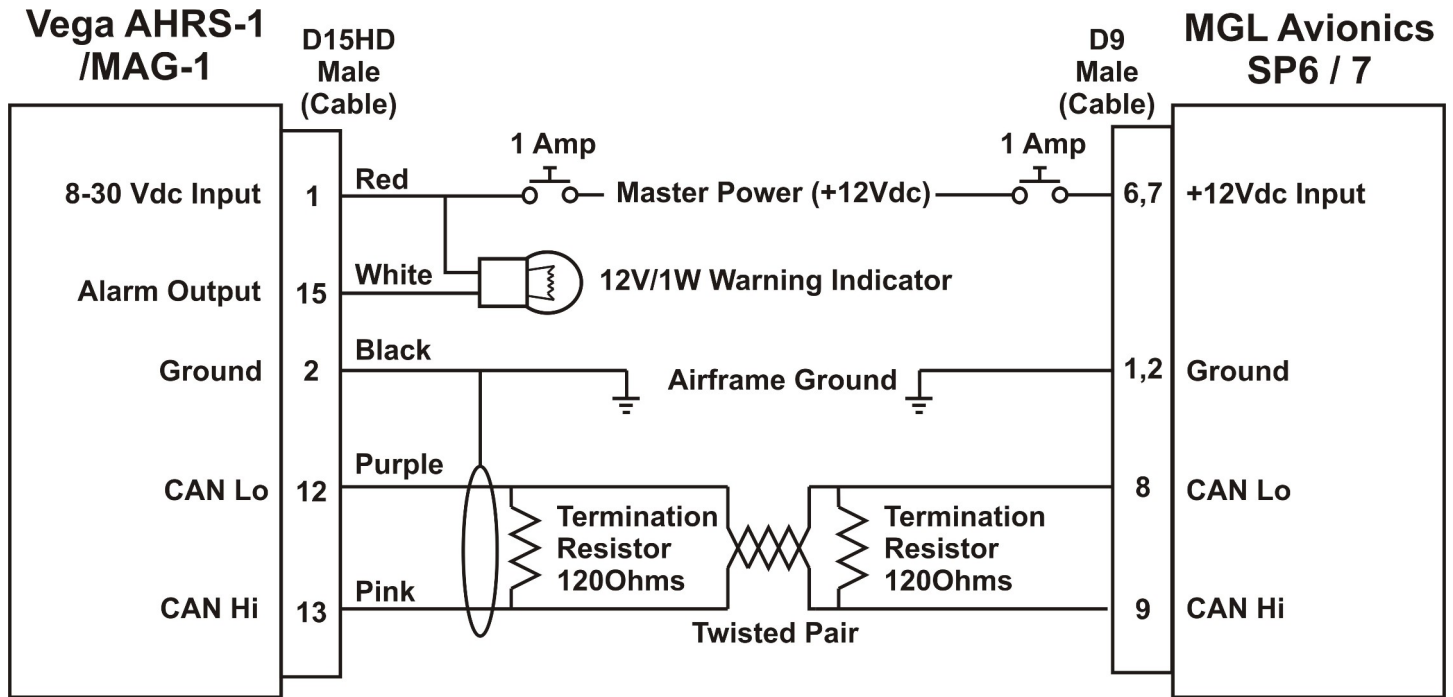 Vega AHRS-1
/MAG-1
D15HD
Male
(Cable)
D9
Male
(Cable)
MGL Avionics
SP6 / 7
8-30 Vdc Input
1
Red
1 Amp
Master Power (+12Vdc)
1 Amp
6,7
+12Vdc Input
Alarm Output
15
White
12V/1W Warning Indicator
Ground
2
Black
Airframe Ground
1,2
Ground
CAN Lo
12
Purple
Termination
Resistor
120Ohms
Termination
Resistor
120Ohms
8
CAN Lo
CAN Hi
13
Pink
Twisted Pair
9
CAN Hi